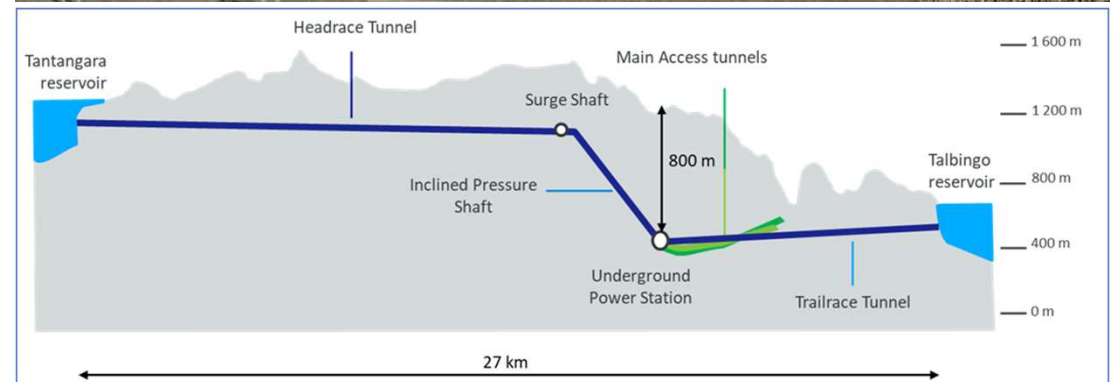 Headrace Tunnel
Tantangara
reservoir
Main Access tunnels
Surge Shaft
1 600 m
1 200 m
800 m
Talbingo
reservoir
800 m
Inclined Pressure
Shaft
400 m
Underground
Power Station
Trailrace Tunnel
0 m
27 km